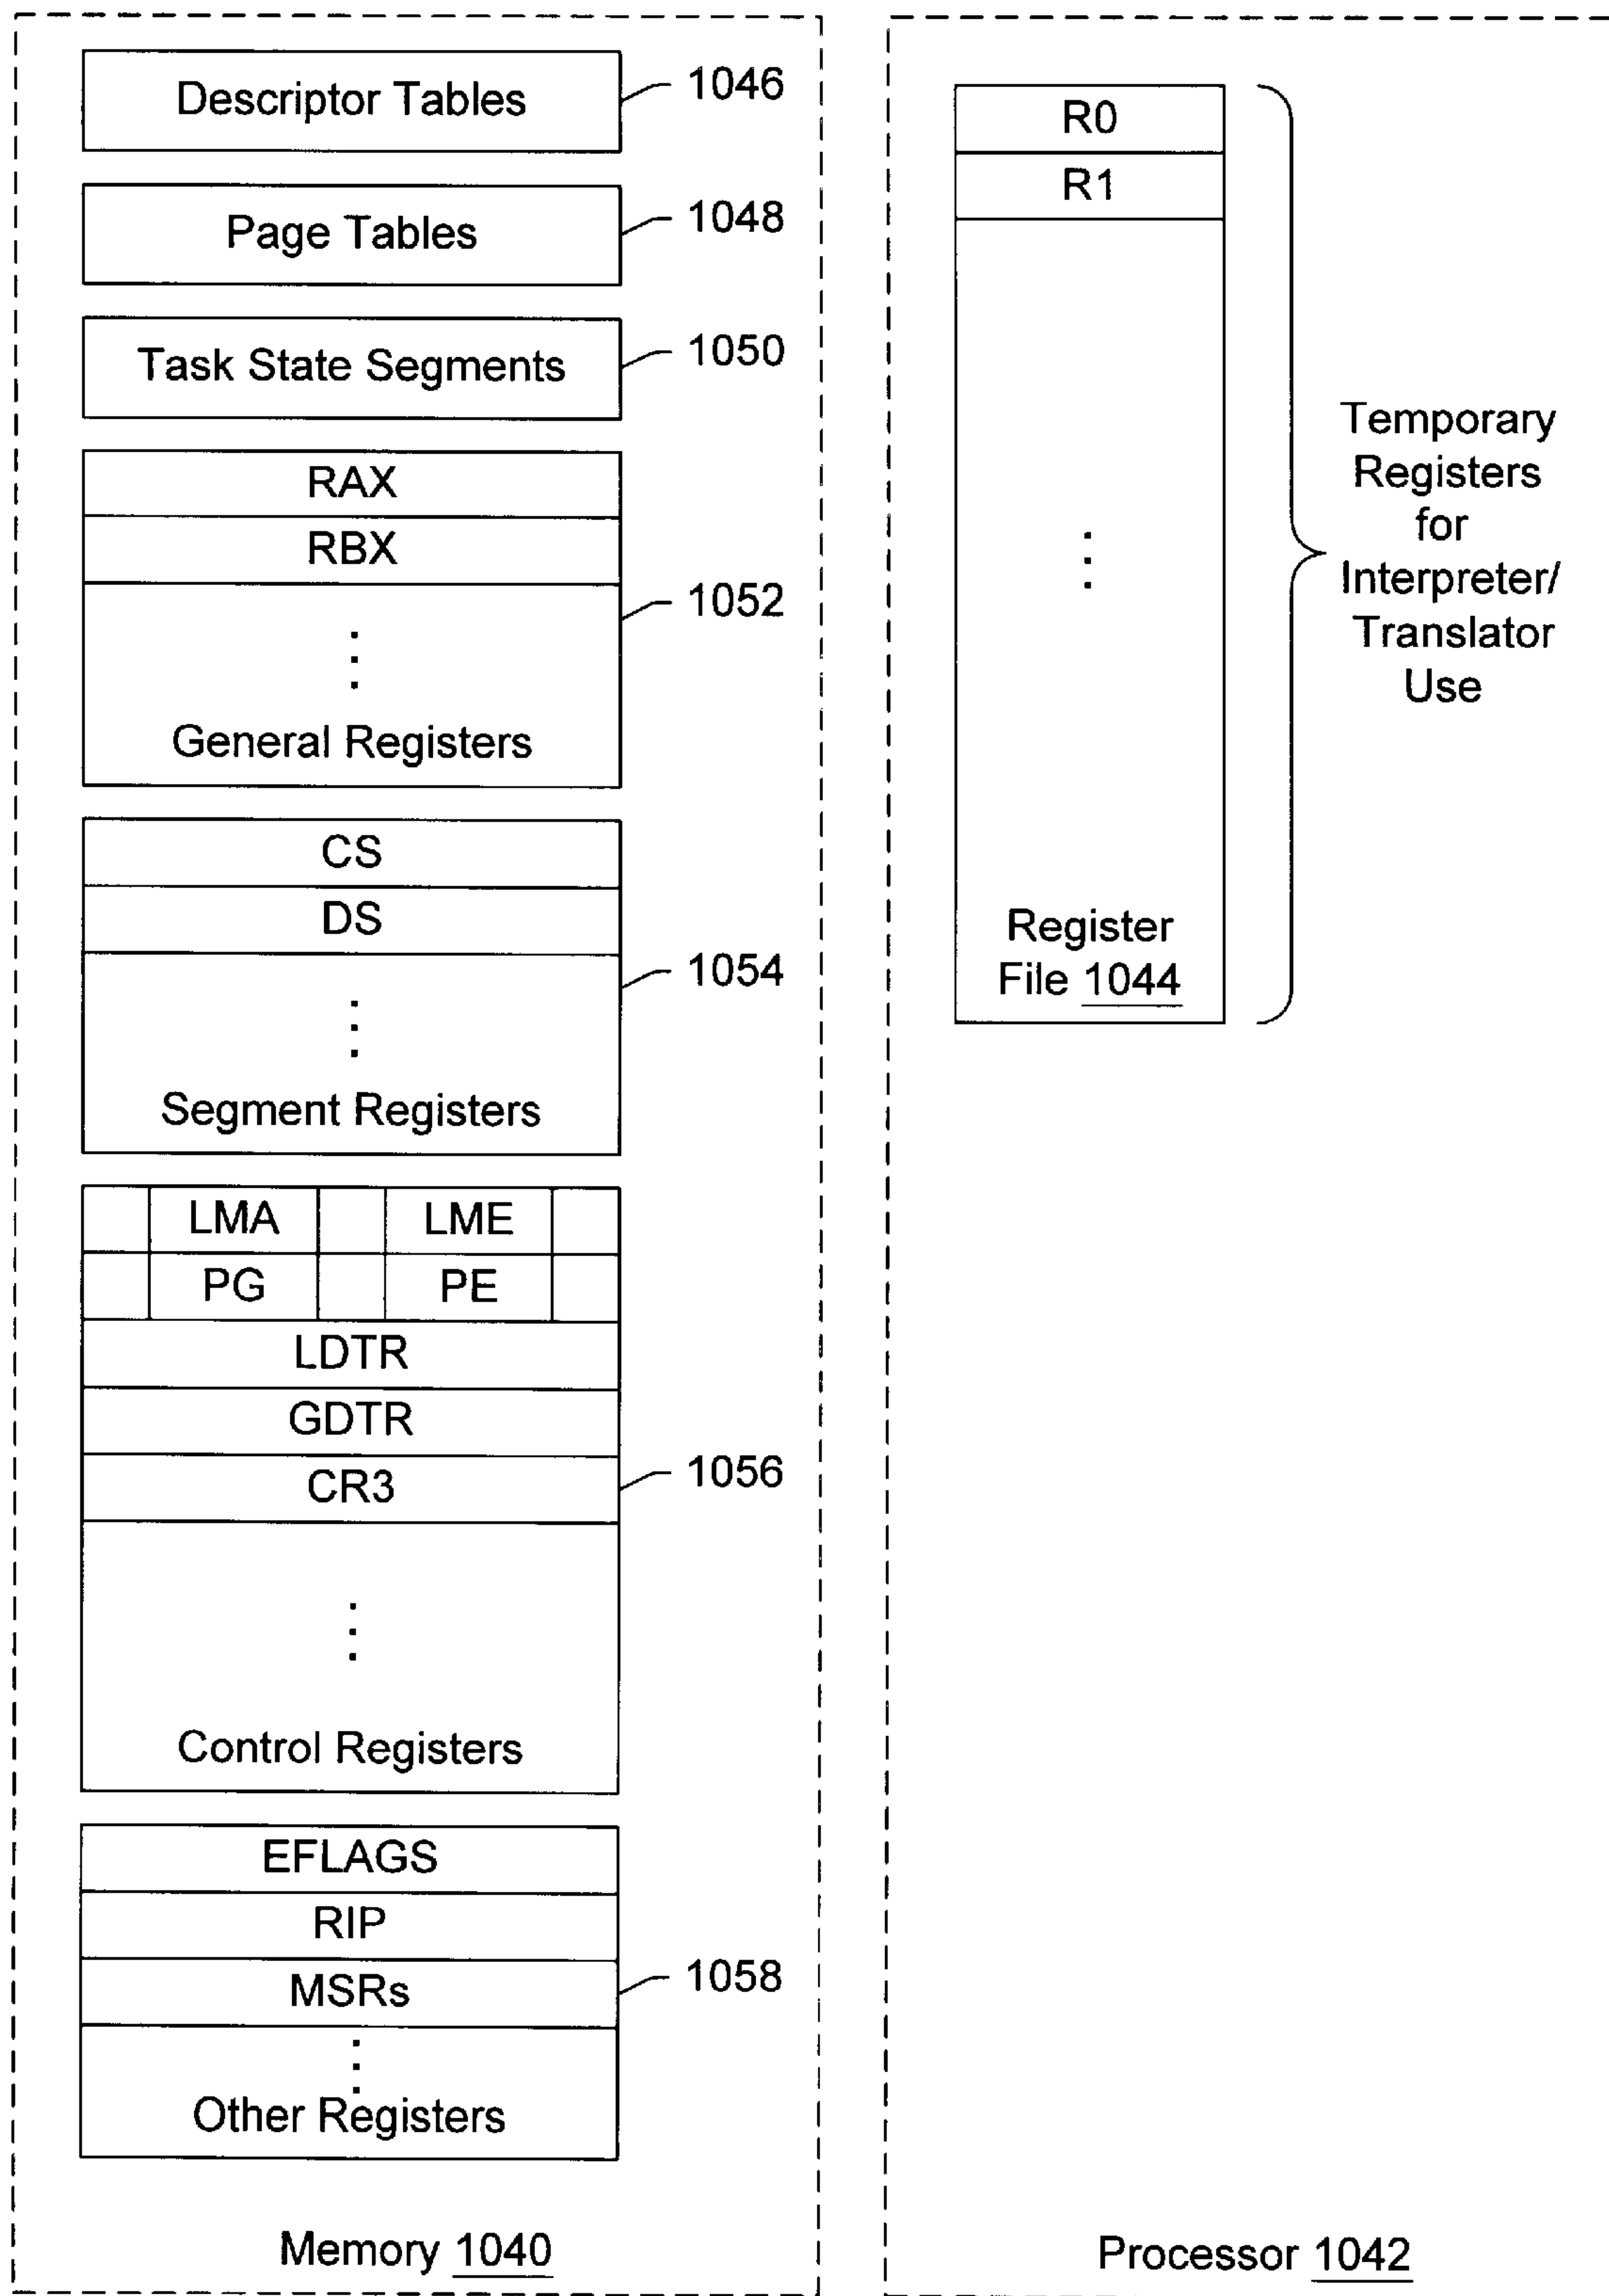 Descriptor Tables
1046
Page Tables
1048
Task State Segments
1050
RAX
RBX
1052
General Registers
CS
DS
1054
Segment Registers
LMA LME
PG PE
LDTR
GDTR
CR3
1056
Control Registers
EFLAGS
RIP
MSRs
1058
Other Registers
Memory 1040
R0
R1
Register
File 1044
Temporary
Registers
for
Interpreter/
Translator
Use
Processor 1042